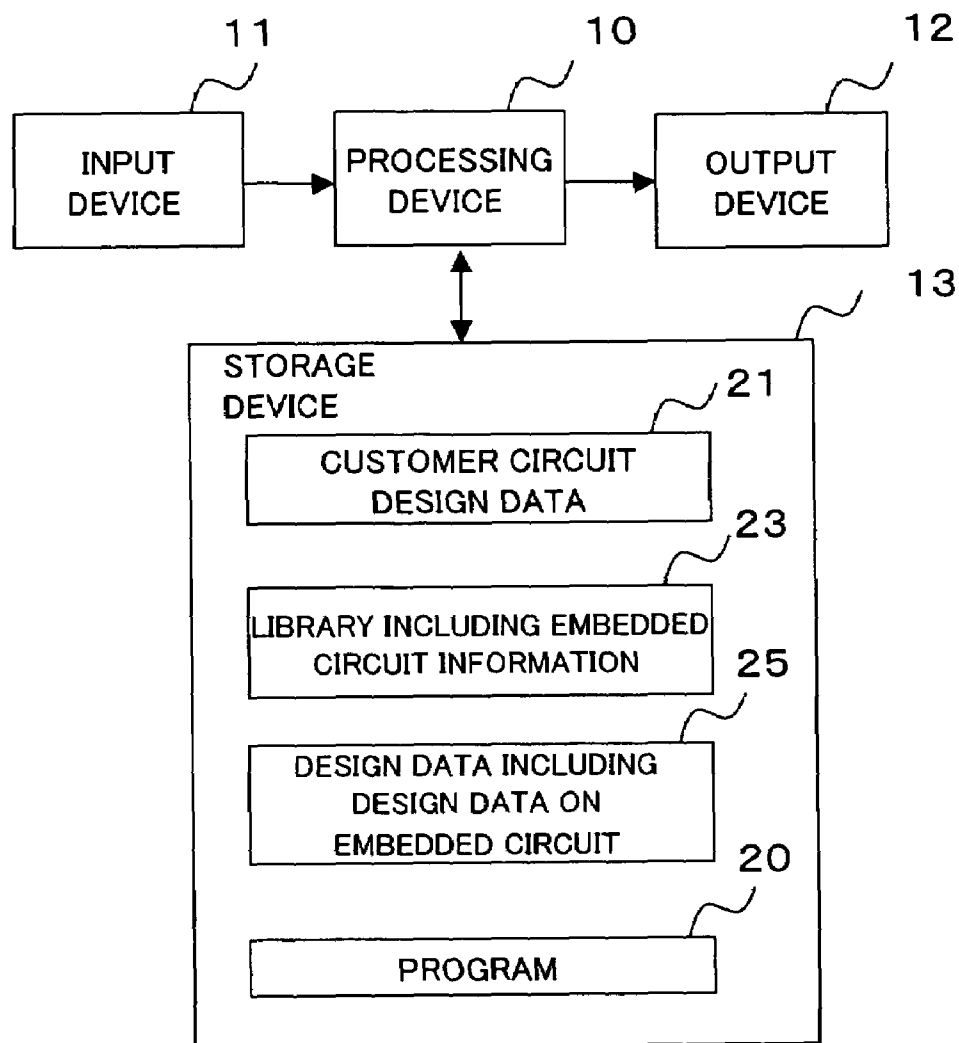 11
10
12
INPUT
DEVICE
PROCESSING
DEVICE
OUTPUT
DEVICE
13
STORAGE
DEVICE
21
CUSTOMER CIRCUIT
DESIGN DATA
23
LIBRARY INCLUDING EMBEDDED
CIRCUIT INFORMATION
25
DESIGN DATA INCLUDING
DESIGN DATA ON
EMBEDDED CIRCUIT
20
PROGRAM